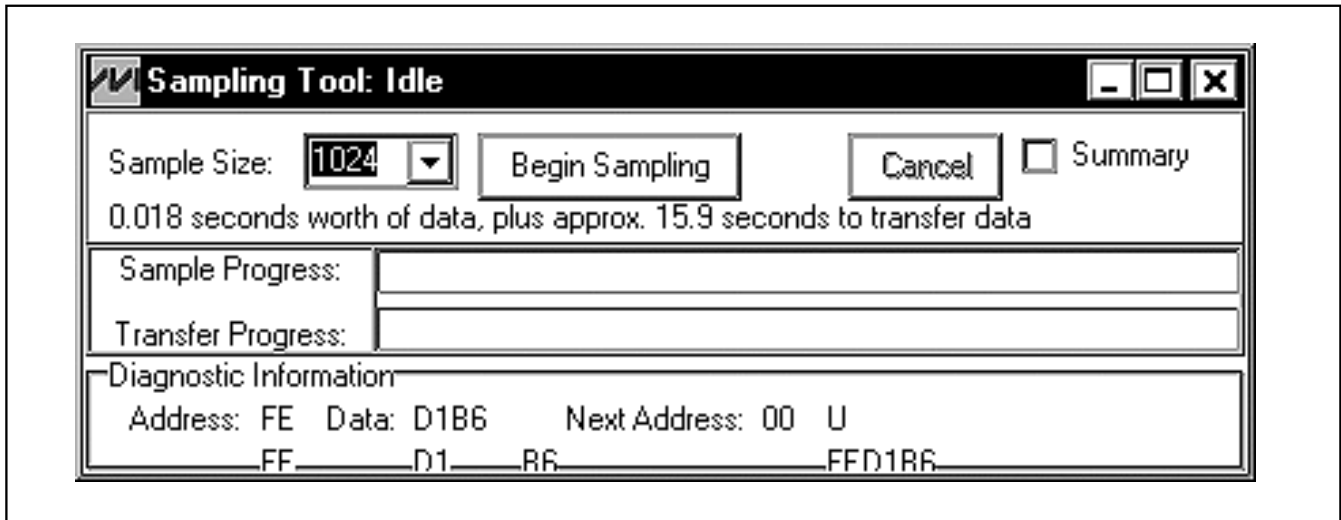 Sampling Tool: Idle
Sample Size: 1024 Begin Sampling Cancel Summary
0.018 seconds worth of data, plus approx. 15.9 seconds to transfer data
Sample Progress:
Transfer Progress:
Diagnostic Information
Address: FE Data: D1B6 Next Address: 00 U
FE D1 B6 FED1B6